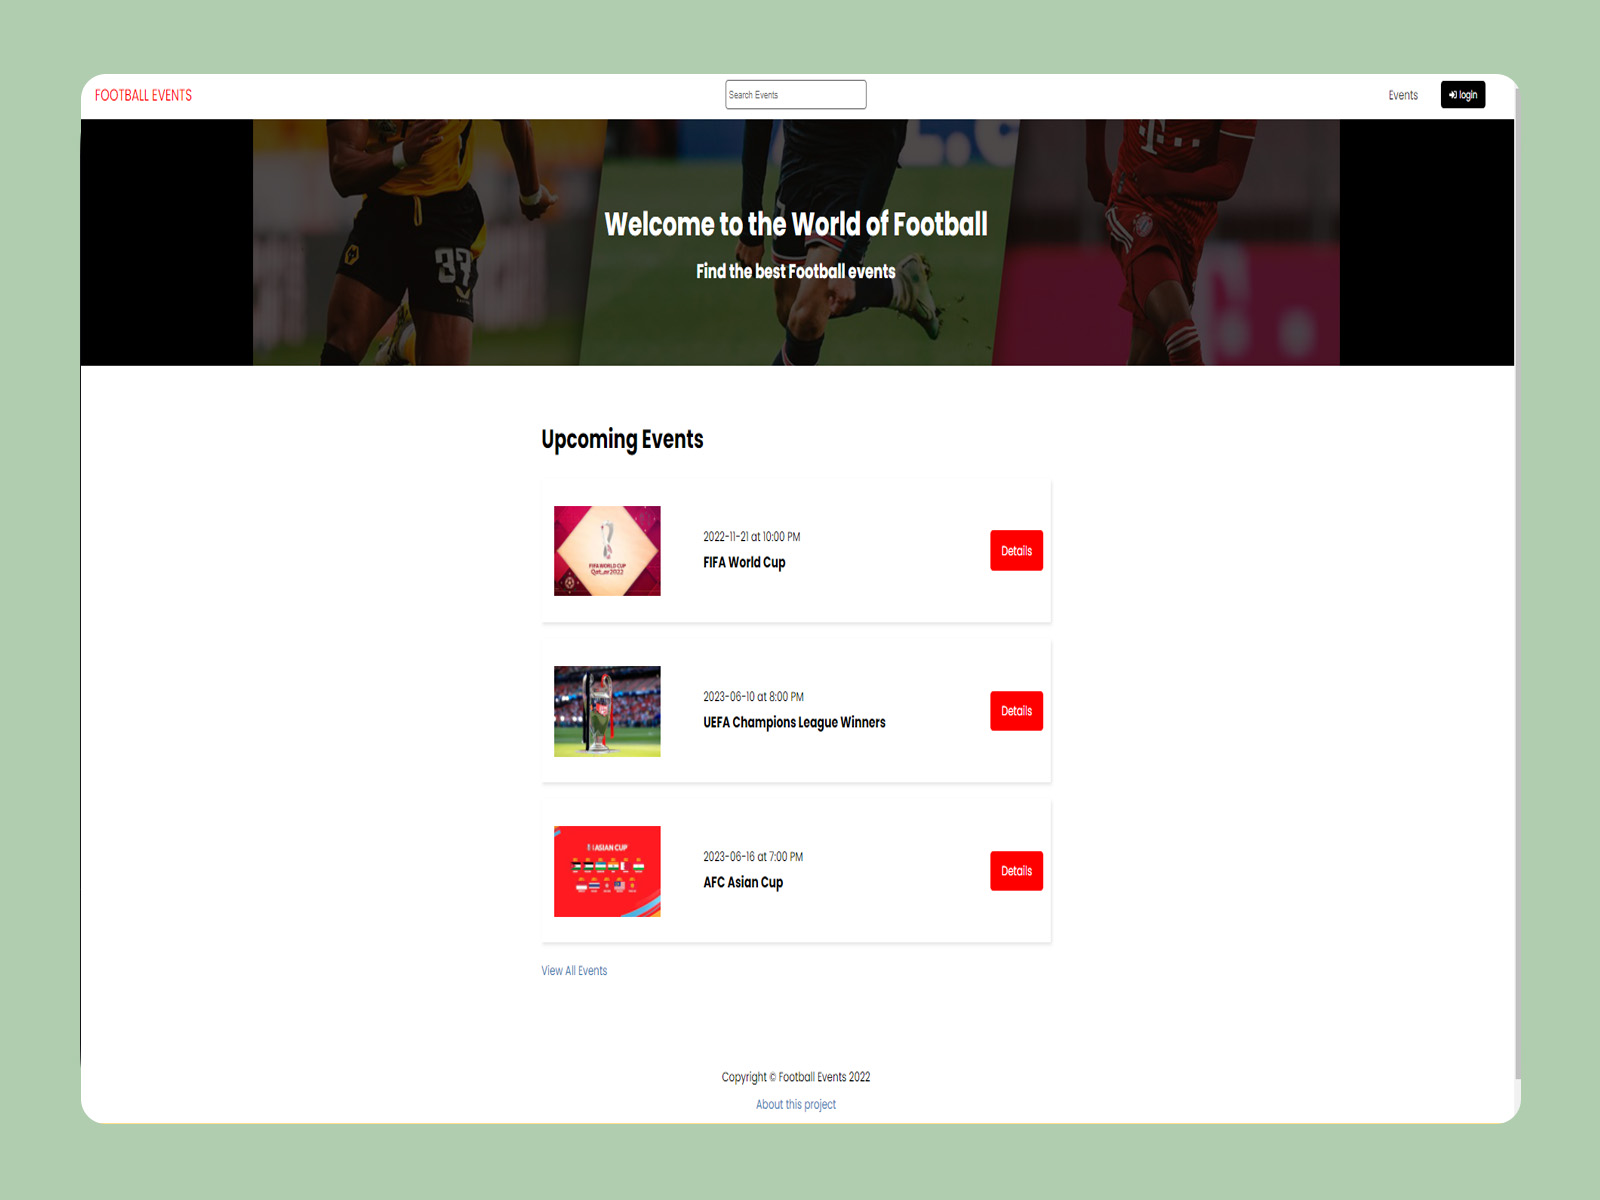 FOOTBALL EVENTS
Search Events
Events
login
L.C
37
T
Welcome to the World of Football
Find the best Football events
Upcoming Events
FIFA WORLD CUP
Qatar2022
2022-11-21 at 10:00 PM
FIFA World Cup
Details
2023-06-10 at 8:00 PM
UEFA Champions League Winners
Details
ASIAN CUP
2023-06-16 at 7:00 PM
AFC Asian Cup
Details
View All Events
Copyright © Football Events 2022
About this project